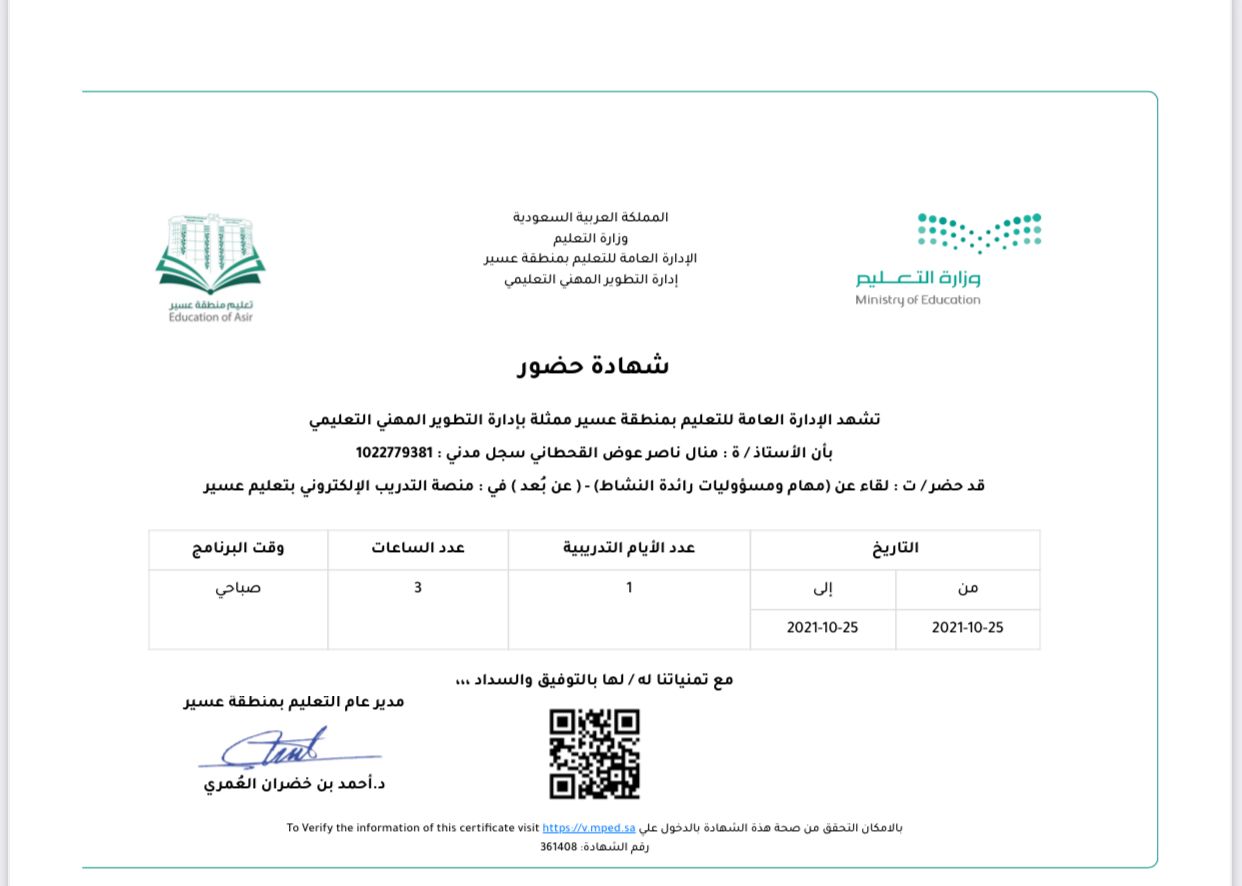 المملكة العربية السعودية
وزارة التعليم
الإدارة العامة للتعليم بمنطقة عسير
إدارة التطوير المهني التعليمي
وزارة التعـــليم
Ministry of Education
تعليم منطقة عسير
Education of Asir
شهادة حضور
تشهد الإدارة العامة للتعليم بمنطقة عسير ممثلة بإدارة التطوير المهني التعليمي
بأن الأستاذ / ة : منال ناصر عوض القحطاني سجل مدني : 1022779381
قد حضر / ت : لقاء عن (مهام ومسؤوليات رائدة النشاط) - ( عن بُعد ) في : منصة التدريب الإلكتروني بتعليم عسير
التاريخ عدد الأيام التدريبية عدد الساعات وقت البرنامج
من إلى 1 3 صباحي
2021-10-25 2021-10-25
مع تمنياتنا له / لها بالتوفيق والسداد ،،،
مدير عام التعليم بمنطقة عسير
د.أحمد بن خضران العُمري
بالامكان التحقق من صحة هذة الشهادة بالدخول علي To Verify the information of this certificate visit https://v.mped.sa
رقم الشهادة: 361408